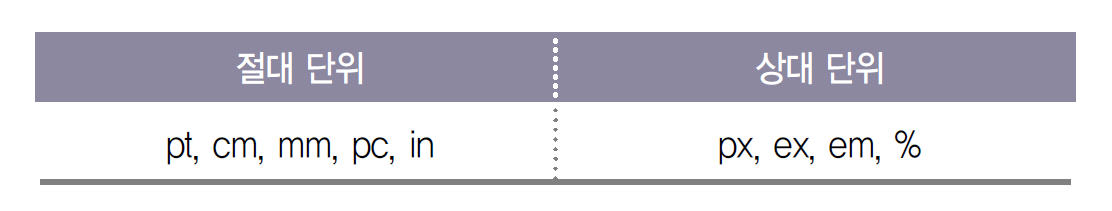 절대 단위 상대 단위
pt, cm, mm, pc, in px, ex, em, %